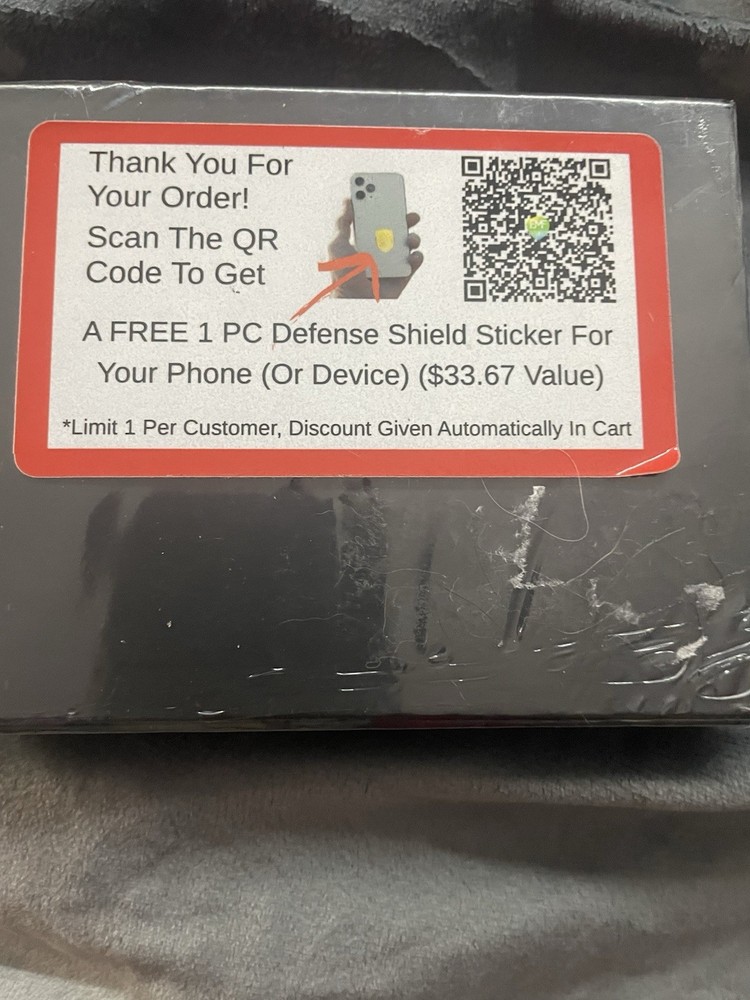 Thank You For
Your Order!
Scan The QR
Code To Get
EMF
A FREE 1 PC Defense Shield Sticker For
Your Phone (Or Device) ($33.67 Value)
*Limit 1 Per Customer, Discount Given Automatically In Cart